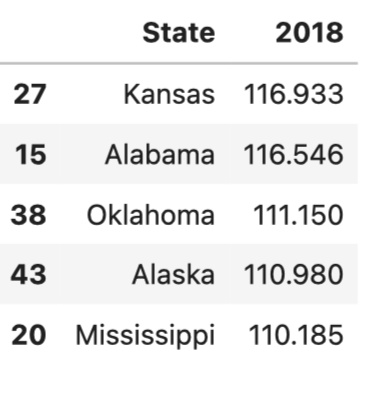 State 2018
27 Kansas 116.933
15 Alabama 116.546
38 Oklahoma 111.150
43 Alaska 110.980
20 Mississippi 110.185